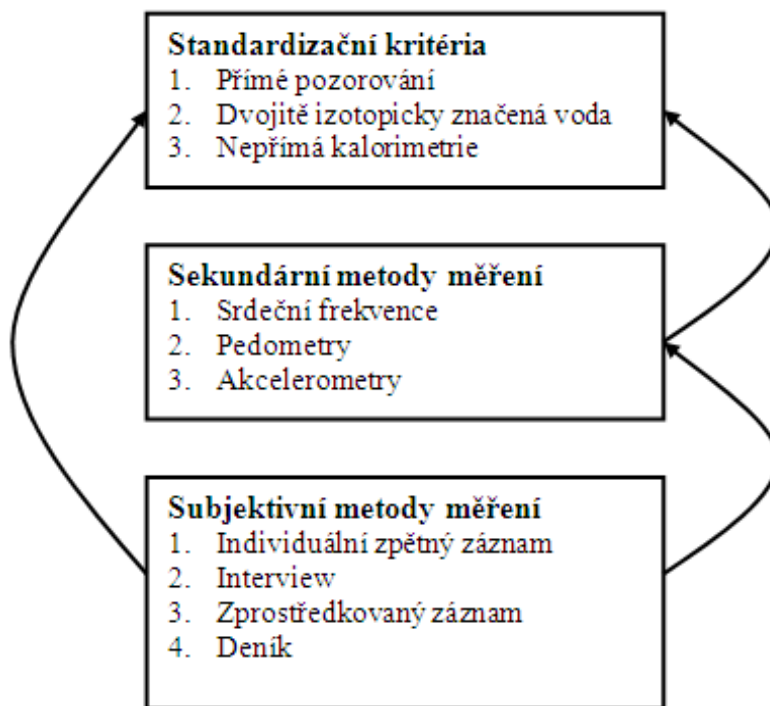 Standardizační kritéria
1. Přímé pozorování
2. Dvojitě izotopicky značená voda
3. Nepřímá kalorimetrie
Sekundární metody měření
1. Srdeční frekvence
2. Pedometry
3. Akcelerometry
Subjektivní metody měření
1. Individuální zpětný záznam
2. Interview
3. Zprostředkovaný záznam
4. Deník